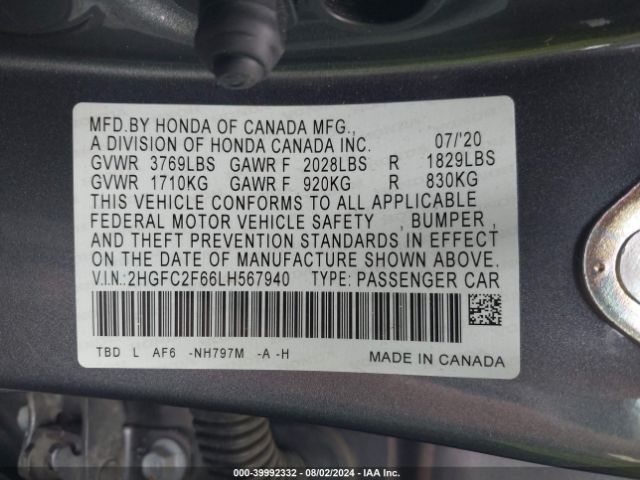 MFD.BY HONDA OF CANADA MFG.,
A DIVISION OF HONDA CANADA INC. 07/'20
GVWR 3769LBS GAWR F 2028LBS R 1829LBS
GVWR 1710KG GAWR F 920KG R 830KG
THIS VEHICLE CONFORMS TO ALL APPLICABLE
FEDERAL MOTOR VEHICLE SAFETY , BUMPER ,
AND THEFT PREVENTION STANDARDS IN EFFECT
ON THE DATE OF MANUFACTURE SHOWN ABOVE.
V.I.N.:2HGFC2F66LH567940 TYPE: PASSENGER CAR
TBD L AF6 -NH797M -A -H
MADE IN CANADA
000-39992332 - 08/02/2024 - IAA Inc.